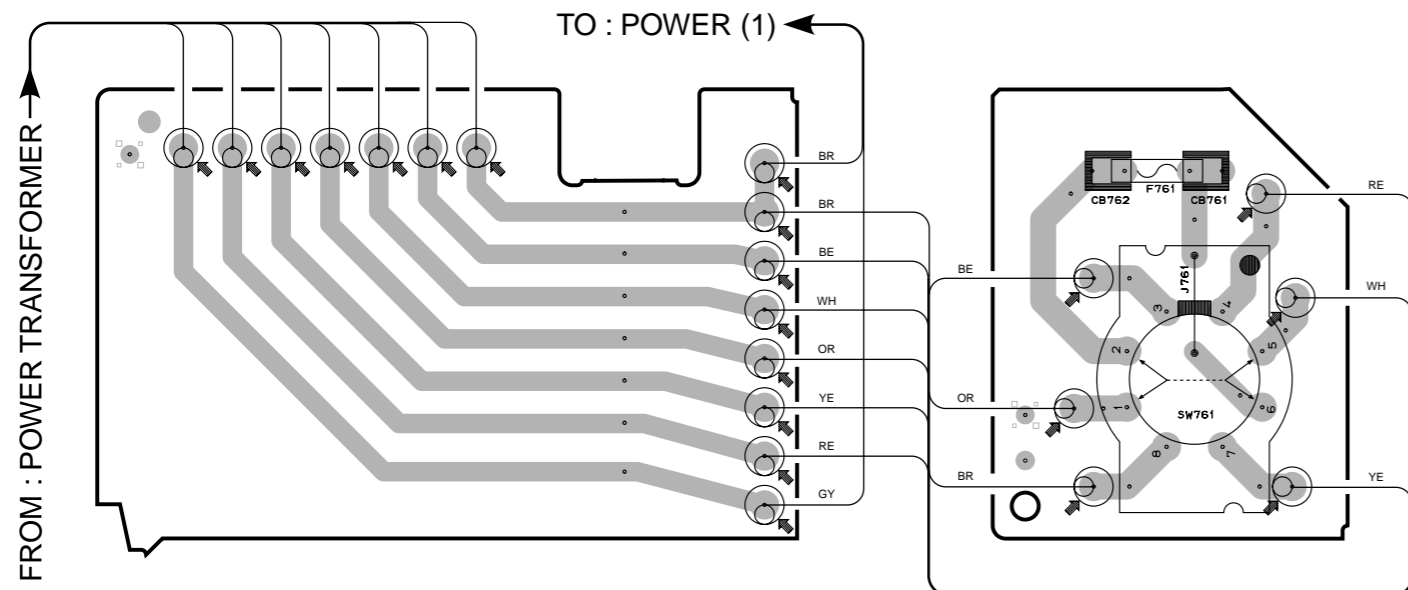 TO : POWER (1)
FROM : POWER TRANSFORMER
BR
BR
BE
WH
OR
YE
RE
GY
BE
OR
BR
CB762
F761
CB761
J761
3
4
2
5
1
6
SW761
8
7
RE
WH
YE